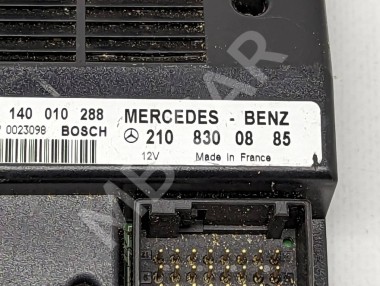 140 010 288 MERCEDES - BENZ
0023098 BOSCH 210 830 08 85
12V Made in France